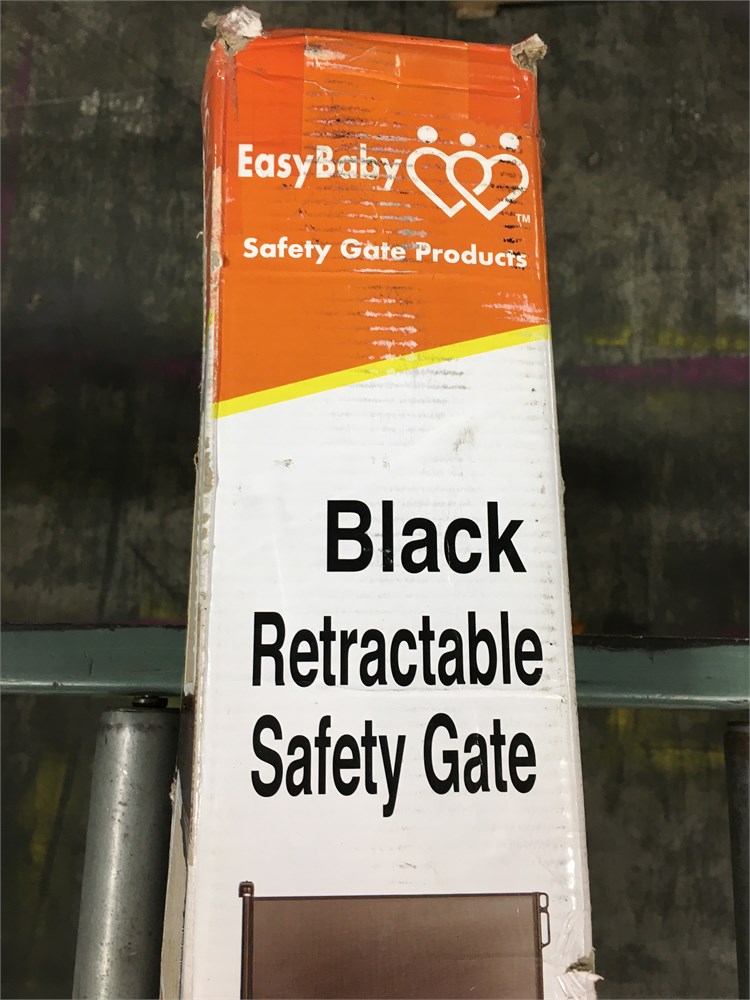 EasyBaby TM
Safety Gate Products
Black
Retractable
Safety Gate